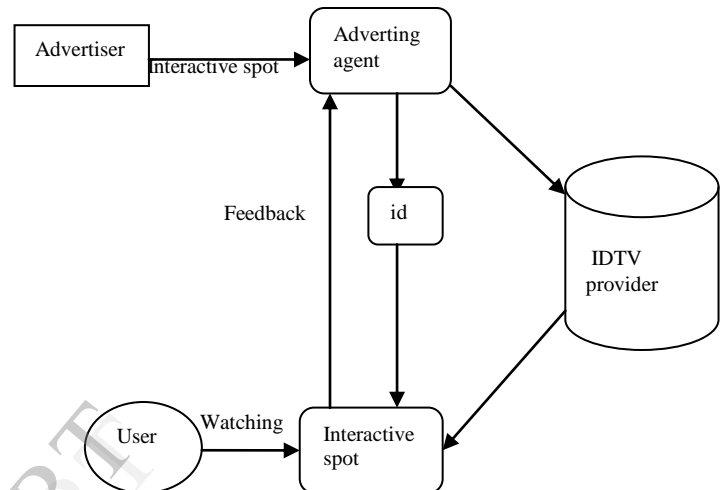 Advertiser
Interactive spot
Adverting
agent
Feedback
id
IDTV
provider
User
Watching
Interactive
spot